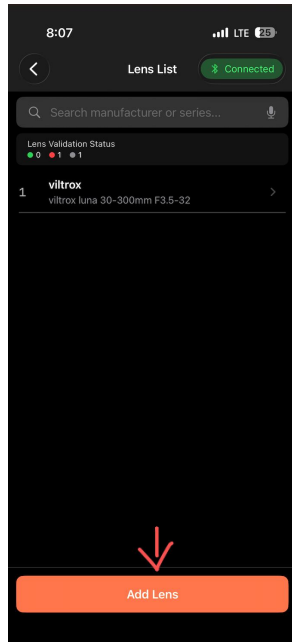 8:07 LTE 25
Lens List Connected
Search manufacturer or series...
Lens Validation Status
0 1 1
1 viltrox
viltrox luna 30-300mm F3.5-32
Add Lens